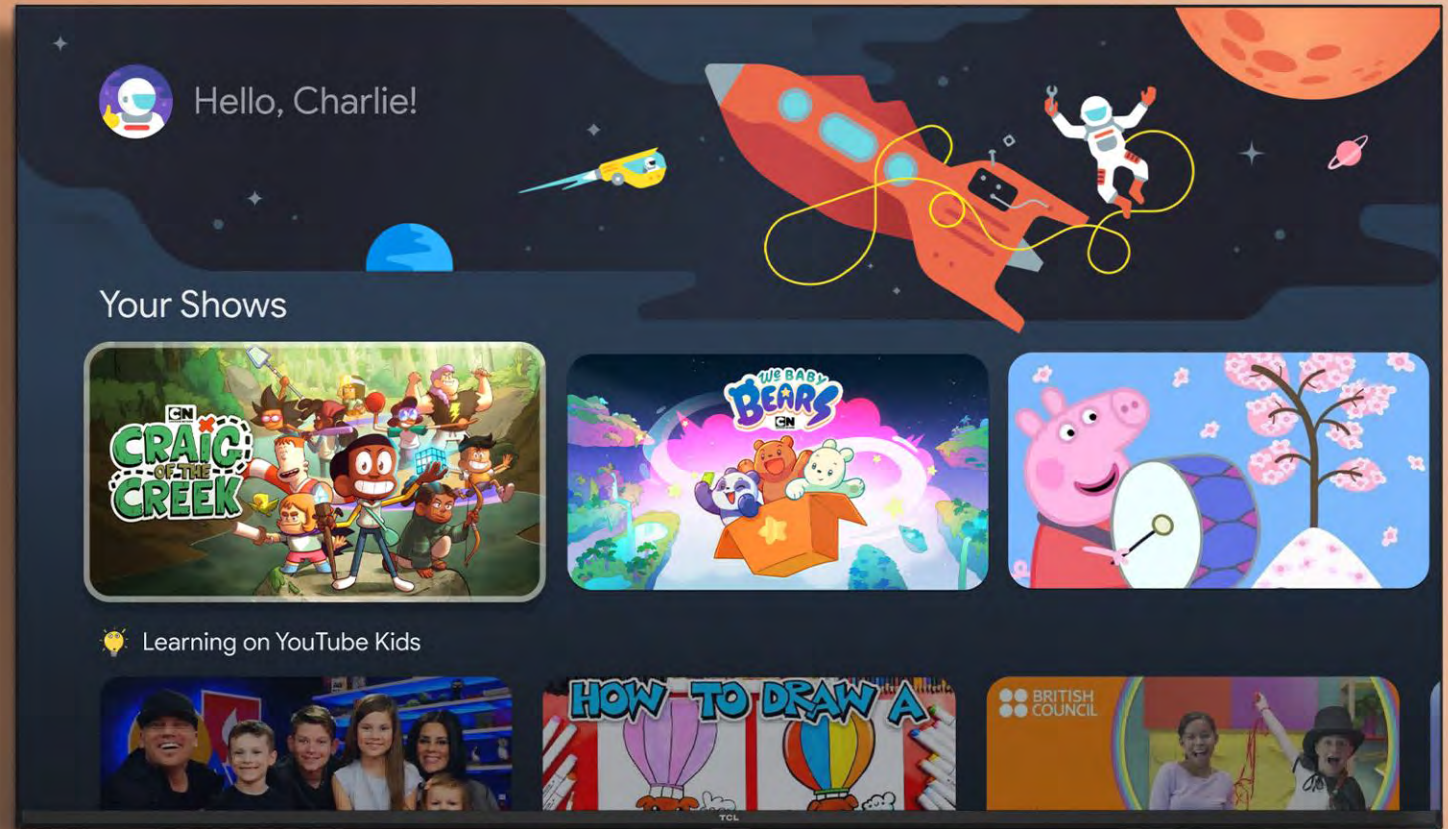 Hello, Charlie!
Your Shows
CN
CRAIG
OF THE
CREEK
WE BABY
BEARS
CN
Learning on YouTube Kids
HOW TO DRAW A
BRITISH
COUNCIL
TCL